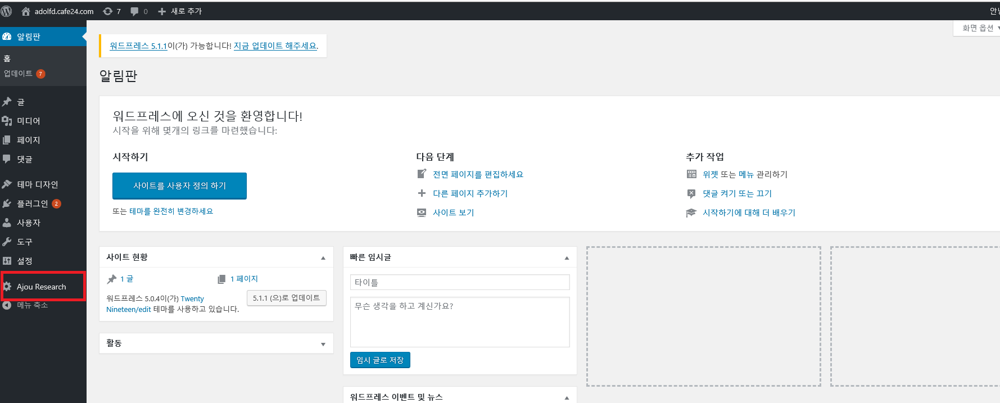 adolfd.cafe24.com 7 0 새로 추가
화면 옵션
알림판
홈
업데이트 7
글
미디어
페이지
댓글
테마 디자인
플러그인 2
사용자
도구
설정
Ajou Research
메뉴 축소
워드프레스 5.1.1이(가) 가능합니다! 지금 업데이트 해주세요.
알림판
워드프레스에 오신 것을 환영합니다!
시작을 위해 몇개의 링크를 마련했습니다:
시작하기
사이트를 사용자 정의 하기
또는 테마를 완전히 변경하세요
다음 단계
전면 페이지를 편집하세요
다른 페이지 추가하기
사이트 보기
추가 작업
위젯 또는 메뉴 관리하기
댓글 켜기 또는 끄기
시작하기에 대해 더 배우기
사이트 현황
1 글 1 페이지
워드프레스 5.0.4이(가) Twenty
Nineteen/edit 테마를 사용하고 있습니다.
5.1.1 (으)로 업데이트
활동
빠른 임시글
타이틀
무슨 생각을 하고 계신가요?
임시 글로 저장
워드프레스 이벤트 및 뉴스